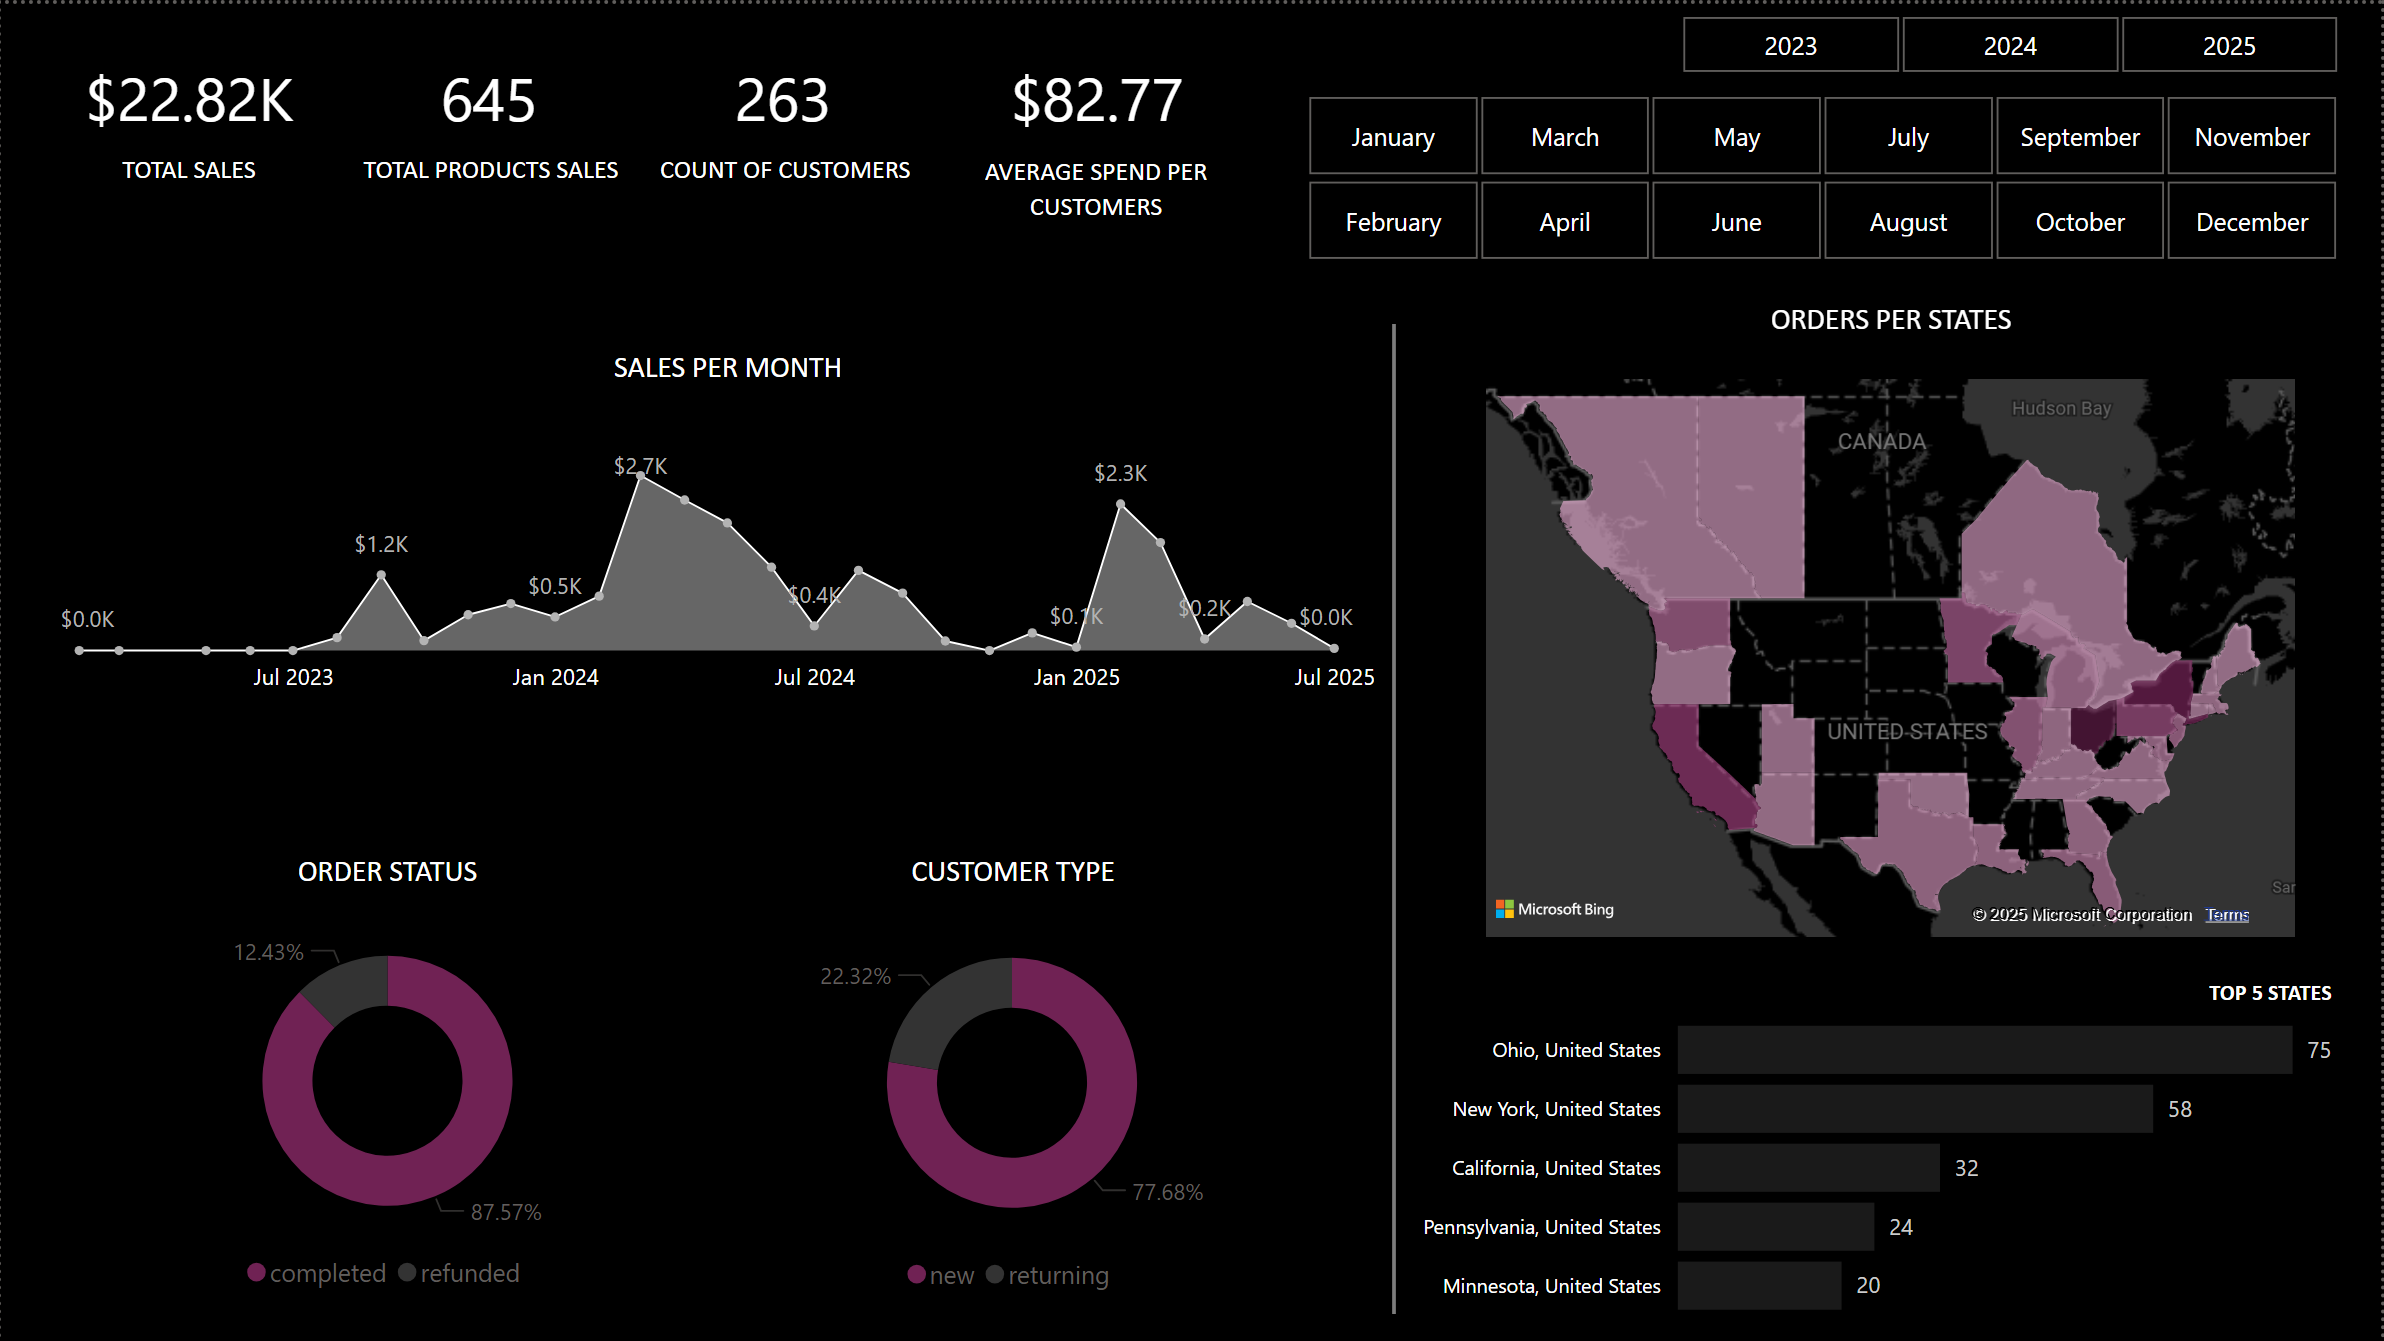 2023
2024
2025
$22.82K
TOTAL SALES
645
TOTAL PRODUCTS SALES
263
COUNT OF CUSTOMERS
$82.77
AVERAGE SPEND PER
CUSTOMERS
January
March
May
July
September
November
February
April
June
August
October
December
SALES PER MONTH
$0.0K
$1.2K
$0.5K
$2.7K
$0.4K
$0.1K
$2.3K
$0.2K
$0.0K
Jul 2023
Jan 2024
Jul 2024
Jan 2025
Jul 2025
ORDERS PER STATES
Hudson Bay
CANADA
UNITED STATES
Sar
Microsoft Bing
© 2025 Microsoft Corporation Terms
ORDER STATUS
12.43%
87.57%
completed
refunded
CUSTOMER TYPE
22.32%
77.68%
new
returning
TOP 5 STATES
Ohio, United States 75
New York, United States 58
California, United States 32
Pennsylvania, United States 24
Minnesota, United States 20